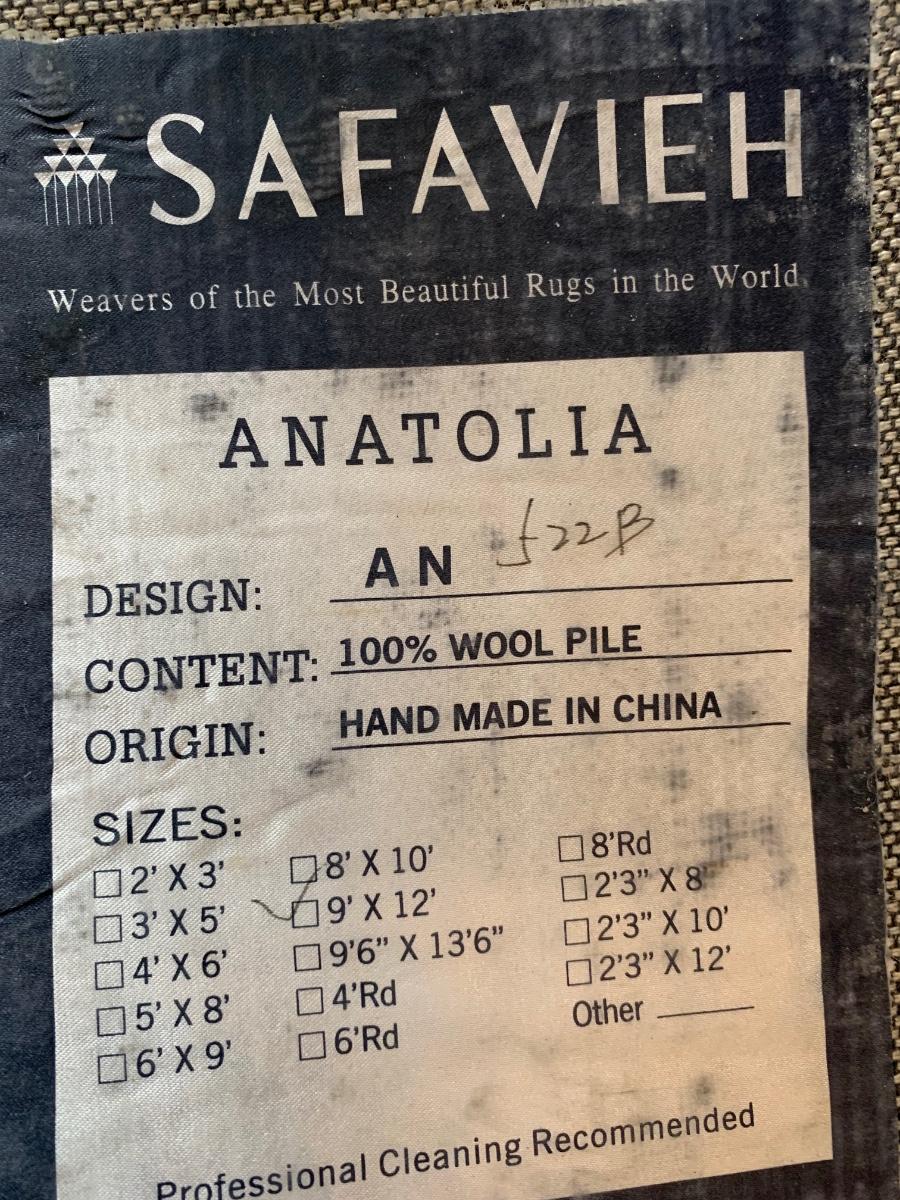 SAFAVIEH
Weavers of the Most Beautiful Rugs in the World
ANATOLIA
DESIGN: AN 522B
CONTENT: 100% WOOL PILE
ORIGIN: HAND MADE IN CHINA
SIZES:
☐ 2' X 3' ☐ 8' X 10' ☐ 8'Rd
☐ 3' X 5' ☐ 9' X 12' ☐ 2'3" X 8'
☐ 4' X 6' ☐ 9'6" X 13'6" ☐ 2'3" X 10'
☐ 5' X 8' ☐ 4'Rd ☐ 2'3" X 12'
☐ 6' X 9' ☐ 6'Rd Other
Professional Cleaning Recommended